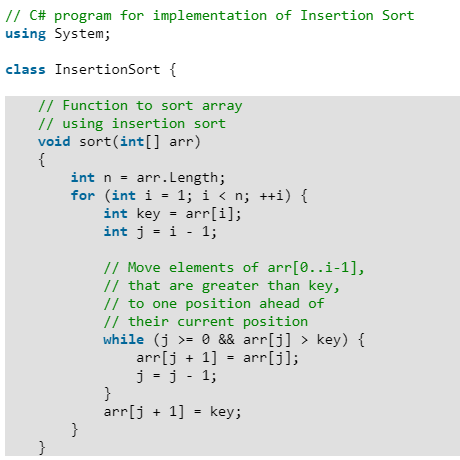 // C# program for implementation of Insertion Sort
using System;

class InsertionSort {

    // Function to sort array
    // using insertion sort
    void sort(int[] arr)
    {
        int n = arr.Length;
        for (int i = 1; i < n; ++i) {
            int key = arr[i];
            int j = i - 1;

            // Move elements of arr[0..i-1],
            // that are greater than key,
            // to one position ahead of
            // their current position
            while (j >= 0 && arr[j] > key) {
                arr[j + 1] = arr[j];
                j = j - 1;
            }
            arr[j + 1] = key;
        }
    }